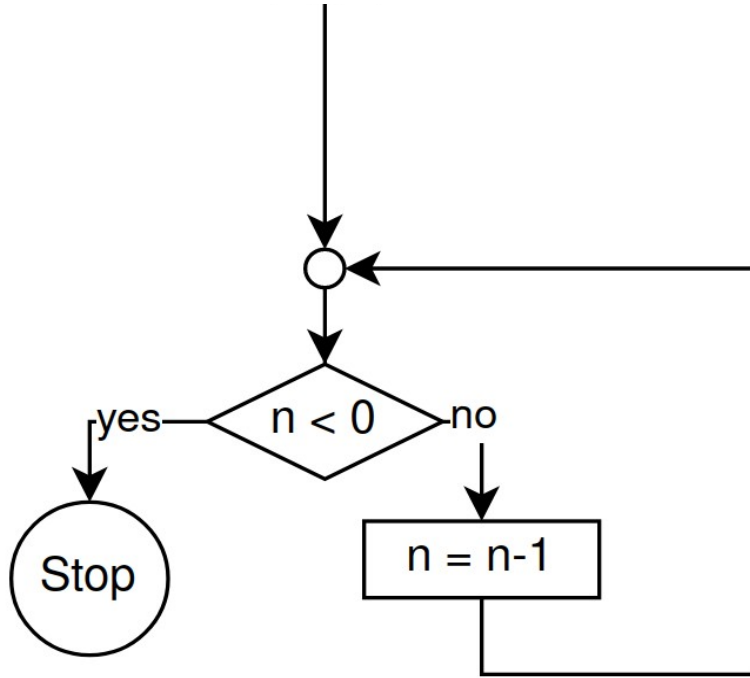 n < 0
yes
no
n = n-1
Stop